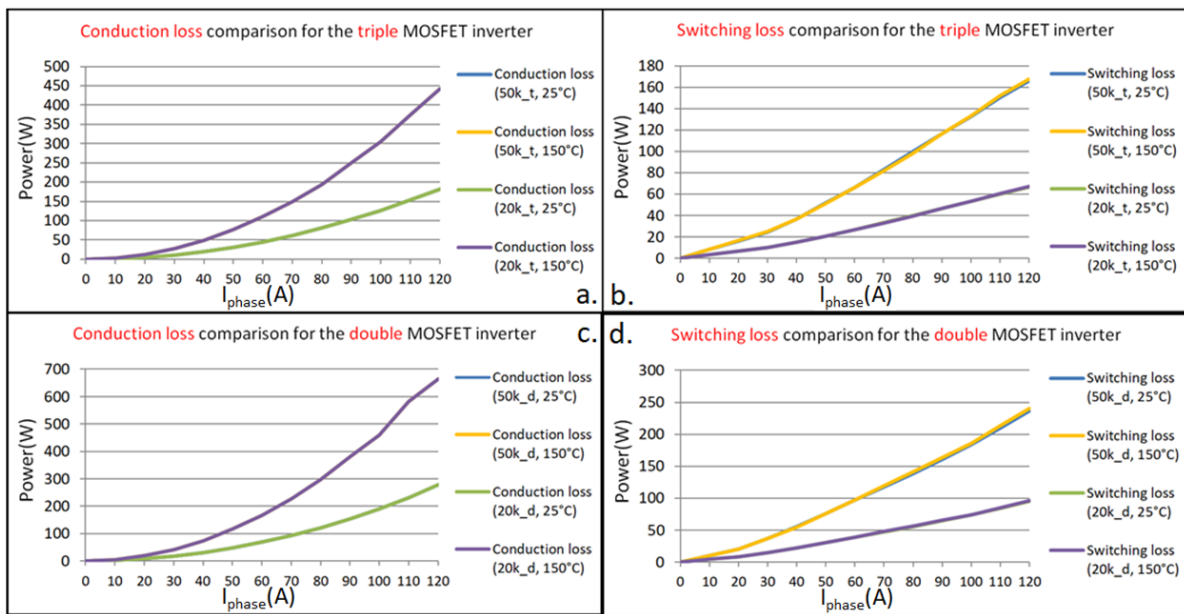 Conduction loss comparison for the triple MOSFET inverter
500
450
400
350
300
250
200
150
100
50
0
Power(W)
0 10 20 30 40 50 60 70 80 90 100 110 120
Iphase(A)
Conduction loss
(50k_t, 25°C)
Conduction loss
(50k_t, 150°C)
Conduction loss
(20k_t, 25°C)
Conduction loss
(20k_t, 150°C)
a.
Switching loss comparison for the triple MOSFET inverter
180
160
140
120
100
80
60
40
20
0
Power(W)
0 10 20 30 40 50 60 70 80 90 100 110 120
Iphase(A)
Switching loss
(50k_t, 25°C)
Switching loss
(50k_t, 150°C)
Switching loss
(20k_t, 25°C)
Switching loss
(20k_t, 150°C)
b.
Conduction loss comparison for the double MOSFET inverter
c.
700
600
500
400
300
200
100
0
Power(W)
0 10 20 30 40 50 60 70 80 90 100 110 120
Iphase(A)
Conduction loss
(50k_d, 25°C)
Conduction loss
(50k_d, 150°C)
Conduction loss
(20k_d, 25°C)
Conduction loss
(20k_d, 150°C)
d.
Switching loss comparison for the double MOSFET inverter
300
250
200
150
100
50
0
Power(W)
0 10 20 30 40 50 60 70 80 90 100 110 120
Iphase(A)
Switching loss
(50k_d, 25°C)
Switching loss
(50k_d, 150°C)
Switching loss
(20k_d, 25°C)
Switching loss
(20k_d, 150°C)